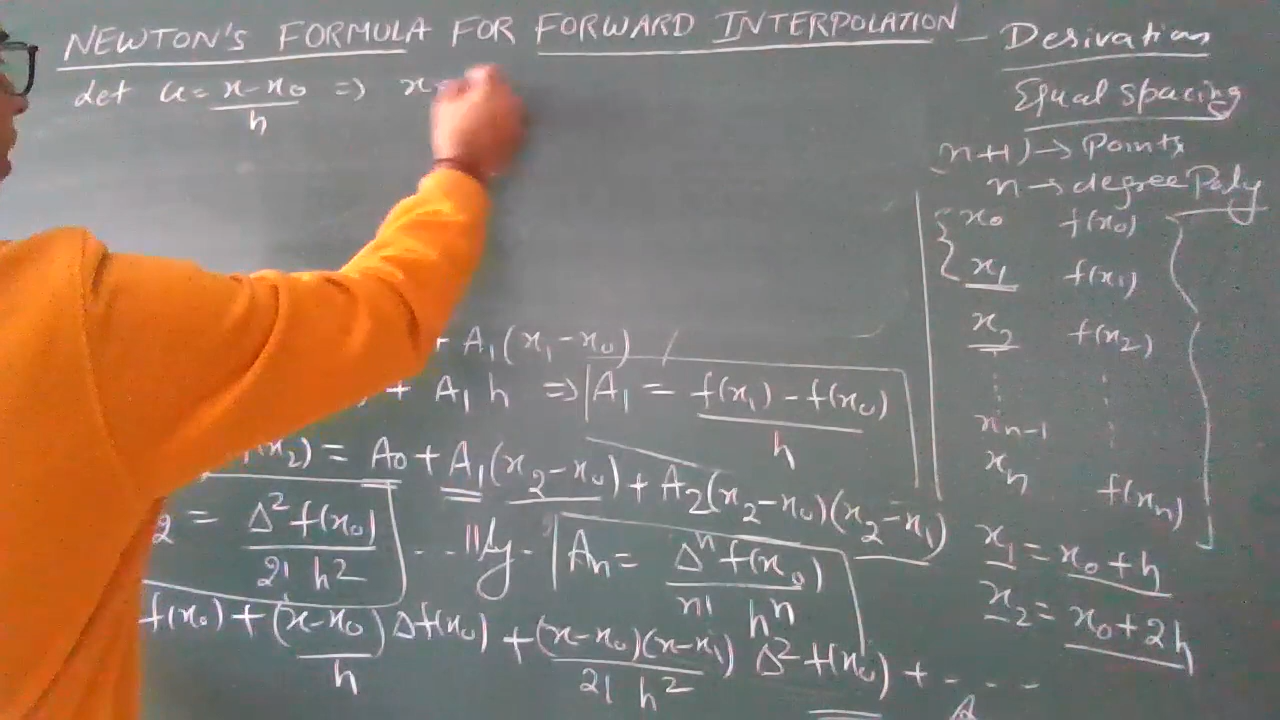 NEWTON'S FORMULA FOR FORWARD INTERPOLATION – Derivation
Equal spacing
let u = (x-x₀)/h ⇒ x =
(n+1) → Points
n → degree Poly
x₀ f(x₀)
x₁ f(x₁)
x₂ f(x₂)
⋮ ⋮
xₙ₋₁ ⋮
xₙ f(xₙ)
x₁ = x₀+h
x₂ = x₀+2h
+ A₁(x₁-x₀)
+ A₁ h ⇒ A₁ = (f(x₁) - f(x₀))/h
(x₂) = A₀ + A₁(x₂-x₀) + A₂(x₂-x₀)(x₂-x₁)
₂ = Δ²f(x₀)/(2! h²) ... |||ly. Aₙ = Δⁿf(x₀)/(n! hⁿ)
f(x₀) + ((x-x₀)/h) Δf(x₀) + ((x-x₀)(x-x₁)/(2! h²)) Δ² f(x₀) + - - - -